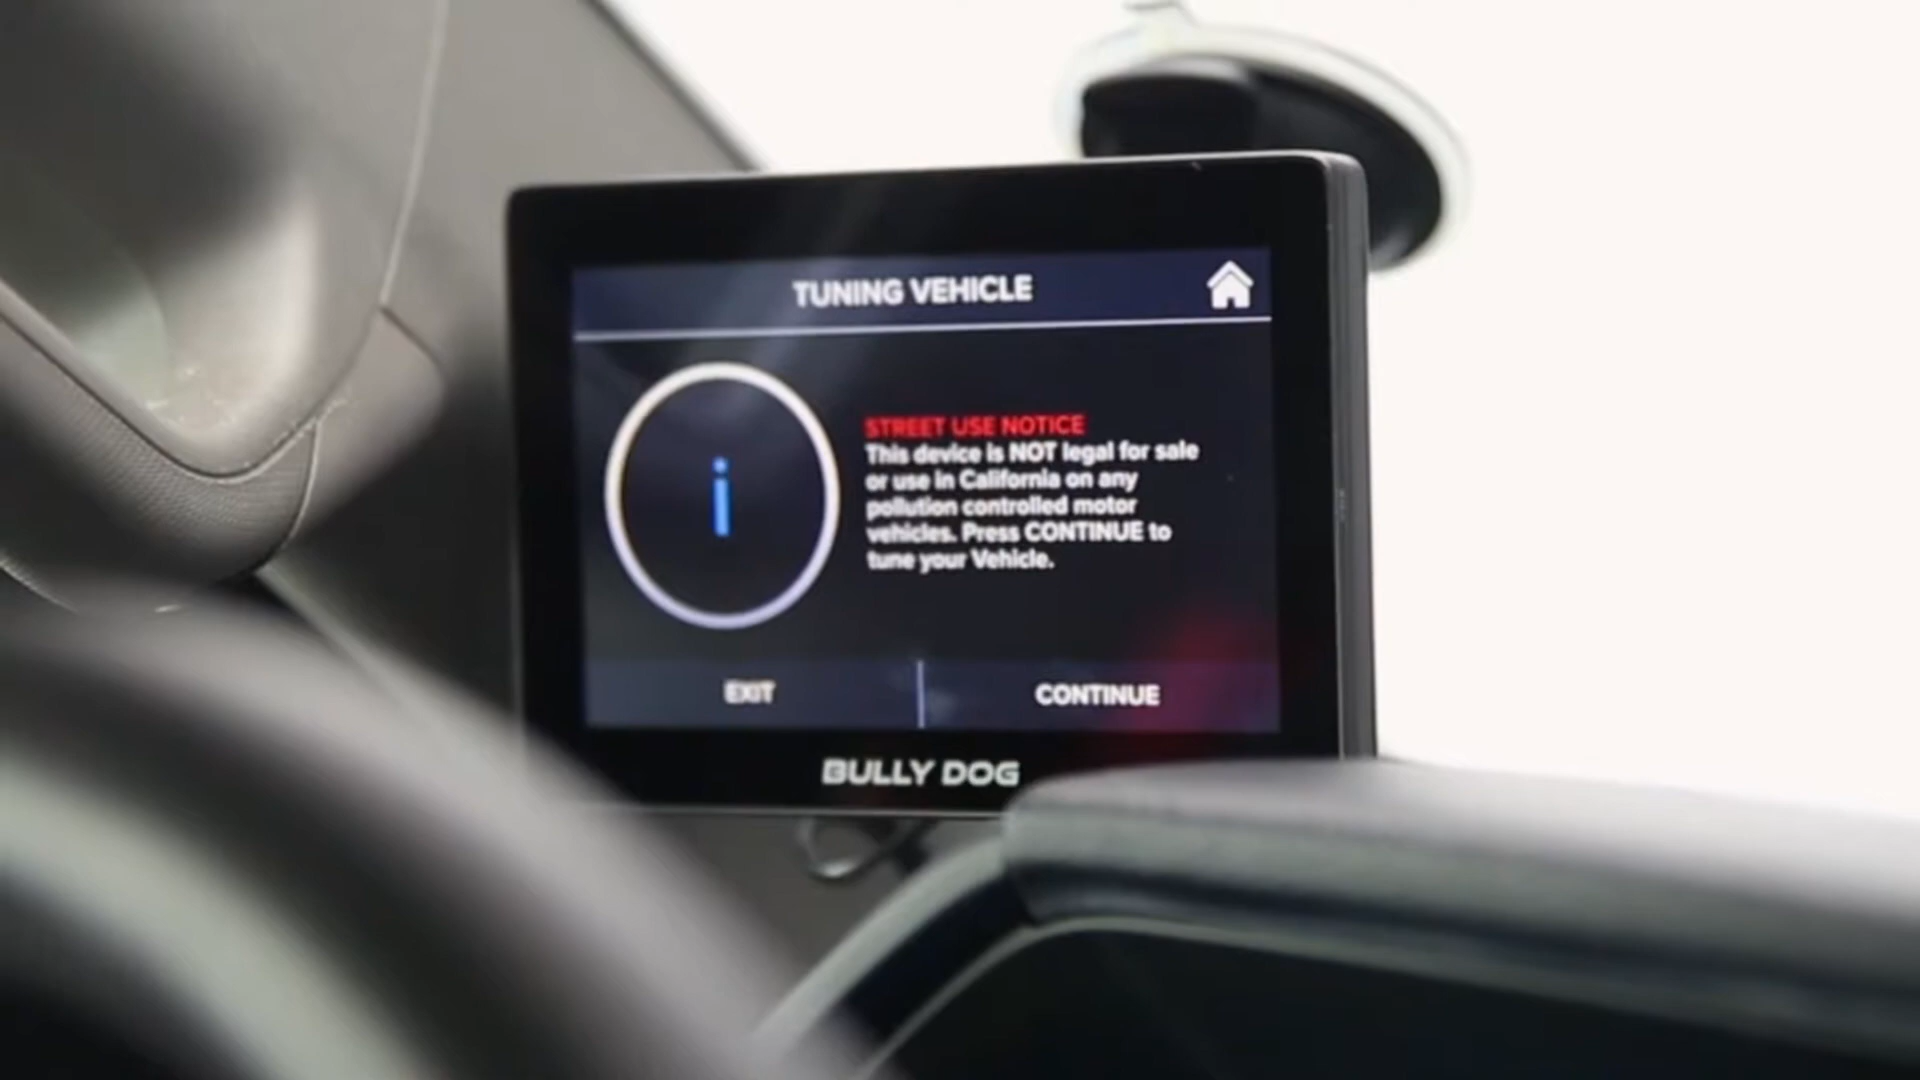 TUNING VEHICLE
STREET USE NOTICE
This device is NOT legal for sale
or use in California on any
pollution controlled motor
vehicles. Press CONTINUE to
tune your Vehicle.
EXIT
CONTINUE
BULLY DOG